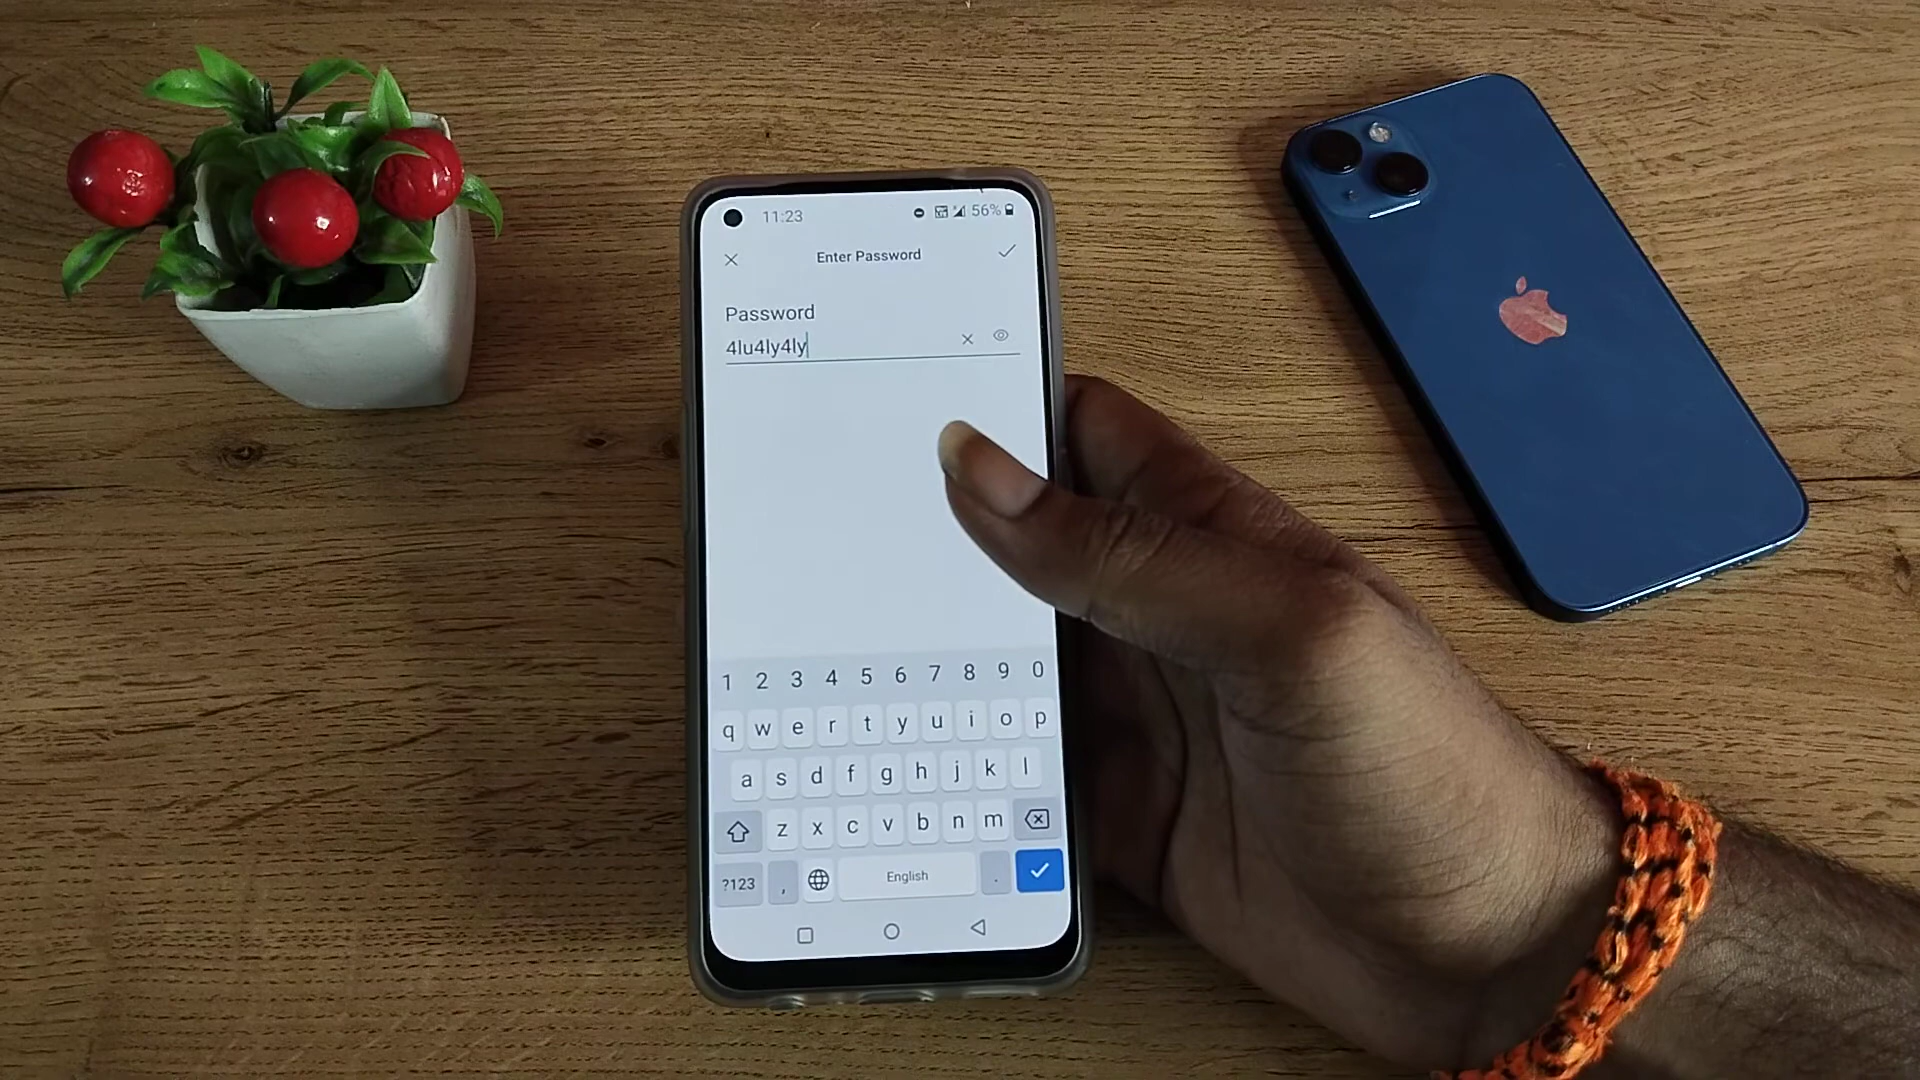 11:23
56%
Enter Password
Password
4lu4ly4ly
1 2 3 4 5 6 7 8 9 0
q w e r t y u i o p
a s d f g h j k l
z x c v b n m
?123 , English .